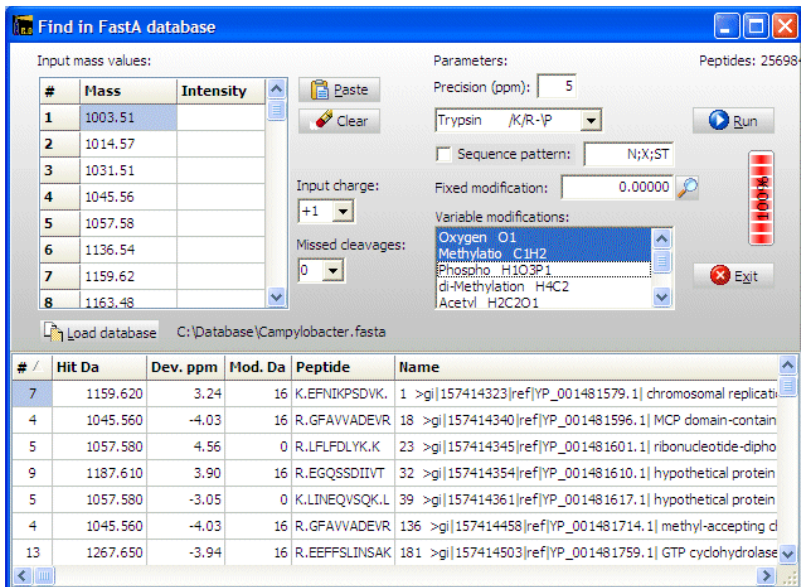 Find in FastA database
Input mass values:
Parameters:
Peptides: 25698
# Mass Intensity
1 1003.51
2 1014.57
3 1031.51
4 1045.56
5 1057.58
6 1136.54
7 1159.62
8 1163.48
Paste
Clear
Input charge:
+1
Missed cleavages:
0
Precision (ppm): 5
Trypsin /K/R-\P
Sequence pattern: N;X;ST
Fixed modification: 0.00000
Variable modifications:
Oxygen O1
Methylatio C1H2
Phospho H1O3P1
di-Methylation H4C2
Acetyl H2C2O1
Run
100%
Exit
Load database C:\Database\Campylobacter.fasta
# Hit Da Dev. ppm Mod. Da Peptide Name
7 1159.620 3.24 16 K.EFNIKPSDVK. 1 >gi|157414323|ref|YP_001481579.1| chromosomal replicati
4 1045.560 -4.03 16 R.GFAVVADEVR 18 >gi|157414340|ref|YP_001481596.1| MCP domain-contain
5 1057.580 4.56 0 R.LFLFDLYK.K 23 >gi|157414345|ref|YP_001481601.1| ribonucleotide-dipho
9 1187.610 3.90 16 R.EGQSSDIIVT 32 >gi|157414354|ref|YP_001481610.1| hypothetical protein
5 1057.580 -3.05 0 K.LINEQVSQK.L 39 >gi|157414361|ref|YP_001481617.1| hypothetical protein
4 1045.560 -4.03 16 R.GFAVVADEVR 136 >gi|157414458|ref|YP_001481714.1| methyl-accepting cl
13 1267.650 -3.94 16 R.EEFFSLINSAK 181 >gi|157414503|ref|YP_001481759.1| GTP cyclohydrolase